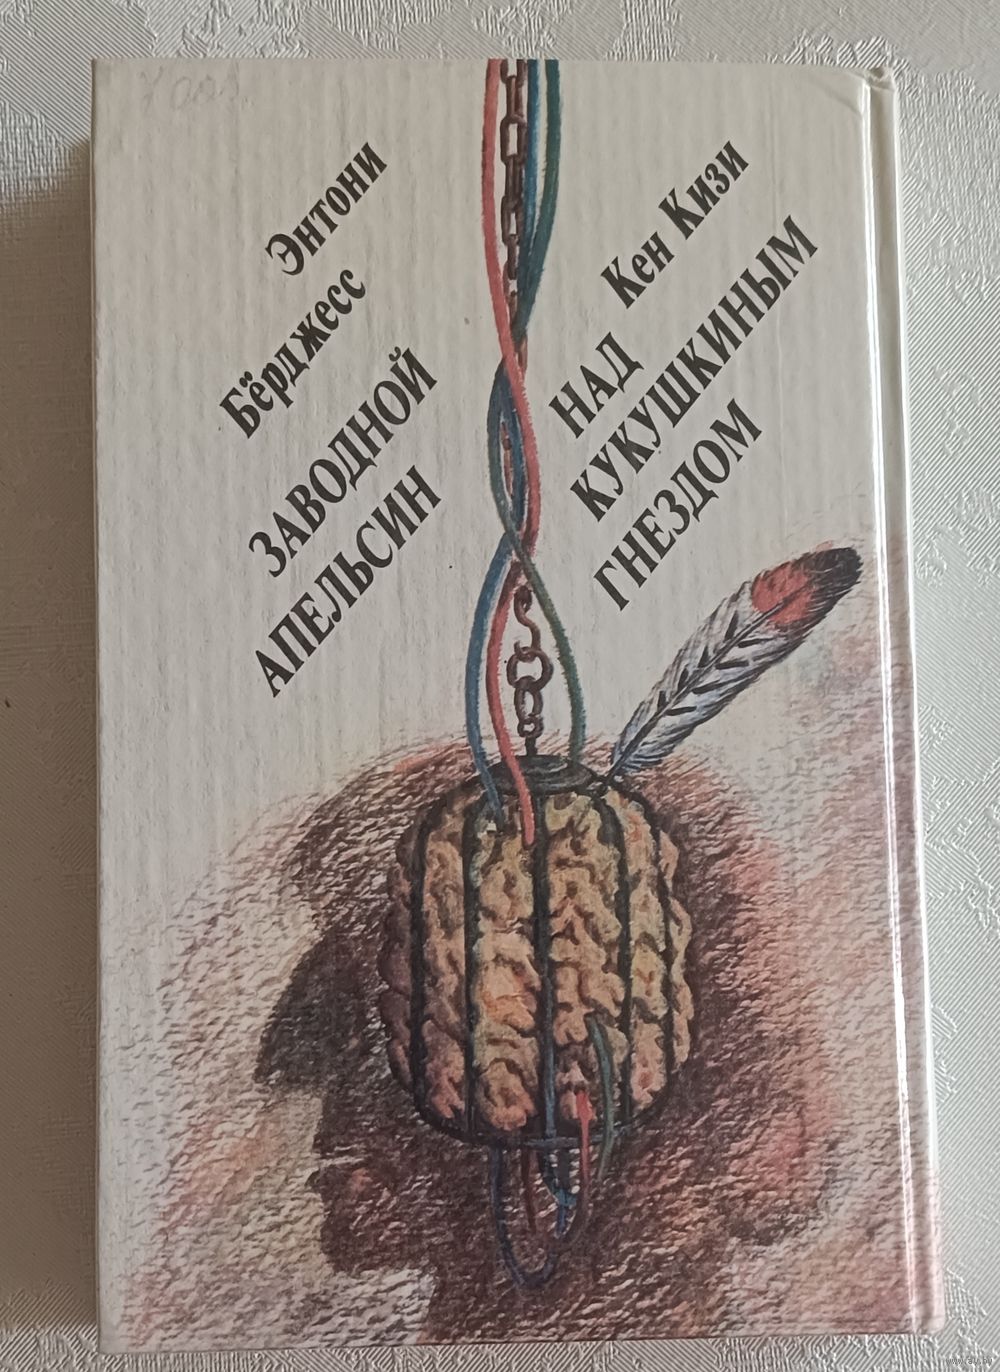 Энтони
Бёрджесс
ЗАВОДНОЙ
АПЕЛЬСИН
Кен Кизи
НАД
КУКУШКИНЫМ
ГНЕЗДОМ